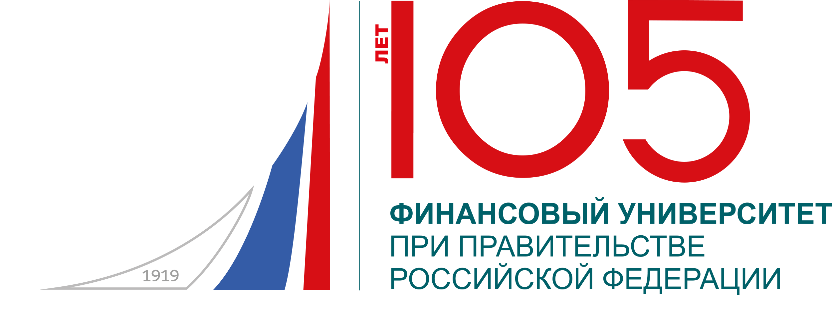 1919
ЛЕТ
105
ФИНАНСОВЫЙ УНИВЕРСИТЕТ
ПРИ ПРАВИТЕЛЬСТВЕ
РОССИЙСКОЙ ФЕДЕРАЦИИ